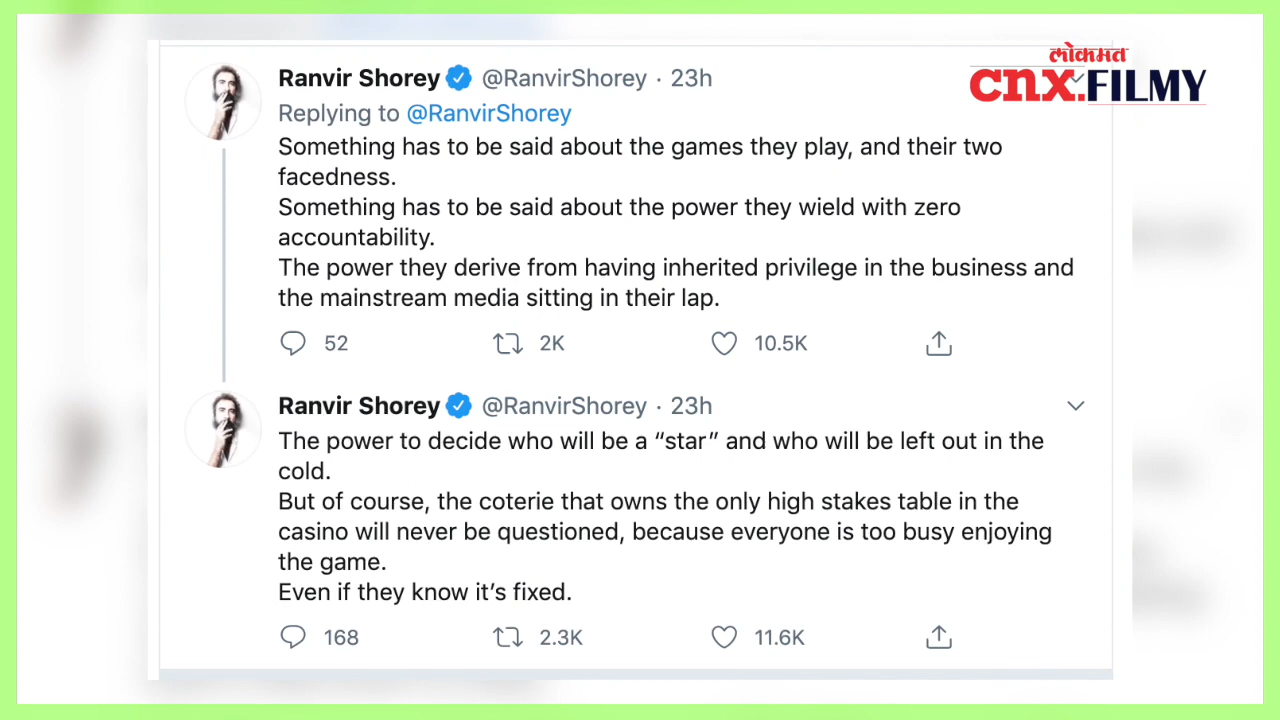 लोकमत
CNX.FILMY
Ranvir Shorey @RanvirShorey · 23h
Replying to @RanvirShorey
Something has to be said about the games they play, and their two
facedness.
Something has to be said about the power they wield with zero
accountability.
The power they derive from having inherited privilege in the business and
the mainstream media sitting in their lap.
52 2K 10.5K
Ranvir Shorey @RanvirShorey · 23h
The power to decide who will be a “star” and who will be left out in the
cold.
But of course, the coterie that owns the only high stakes table in the
casino will never be questioned, because everyone is too busy enjoying
the game.
Even if they know it’s fixed.
168 2.3K 11.6K